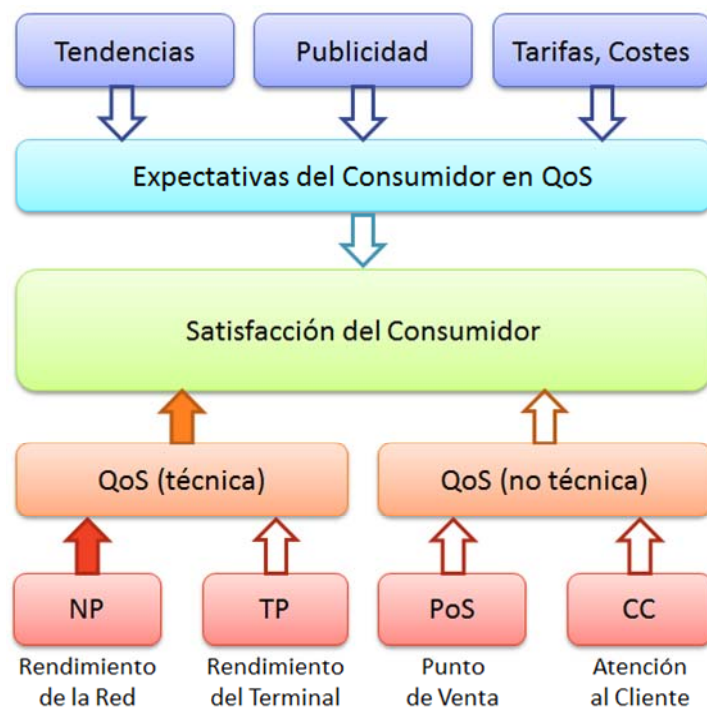 Tendencias
Publicidad
Tarifas, Costes
Expectativas del Consumidor en QoS
Satisfacción del Consumidor
QoS (técnica)
QoS (no técnica)
NP
TP
PoS
CC
Rendimiento
de la Red
Rendimiento
del Terminal
Punto
de Venta
Atención
al Cliente